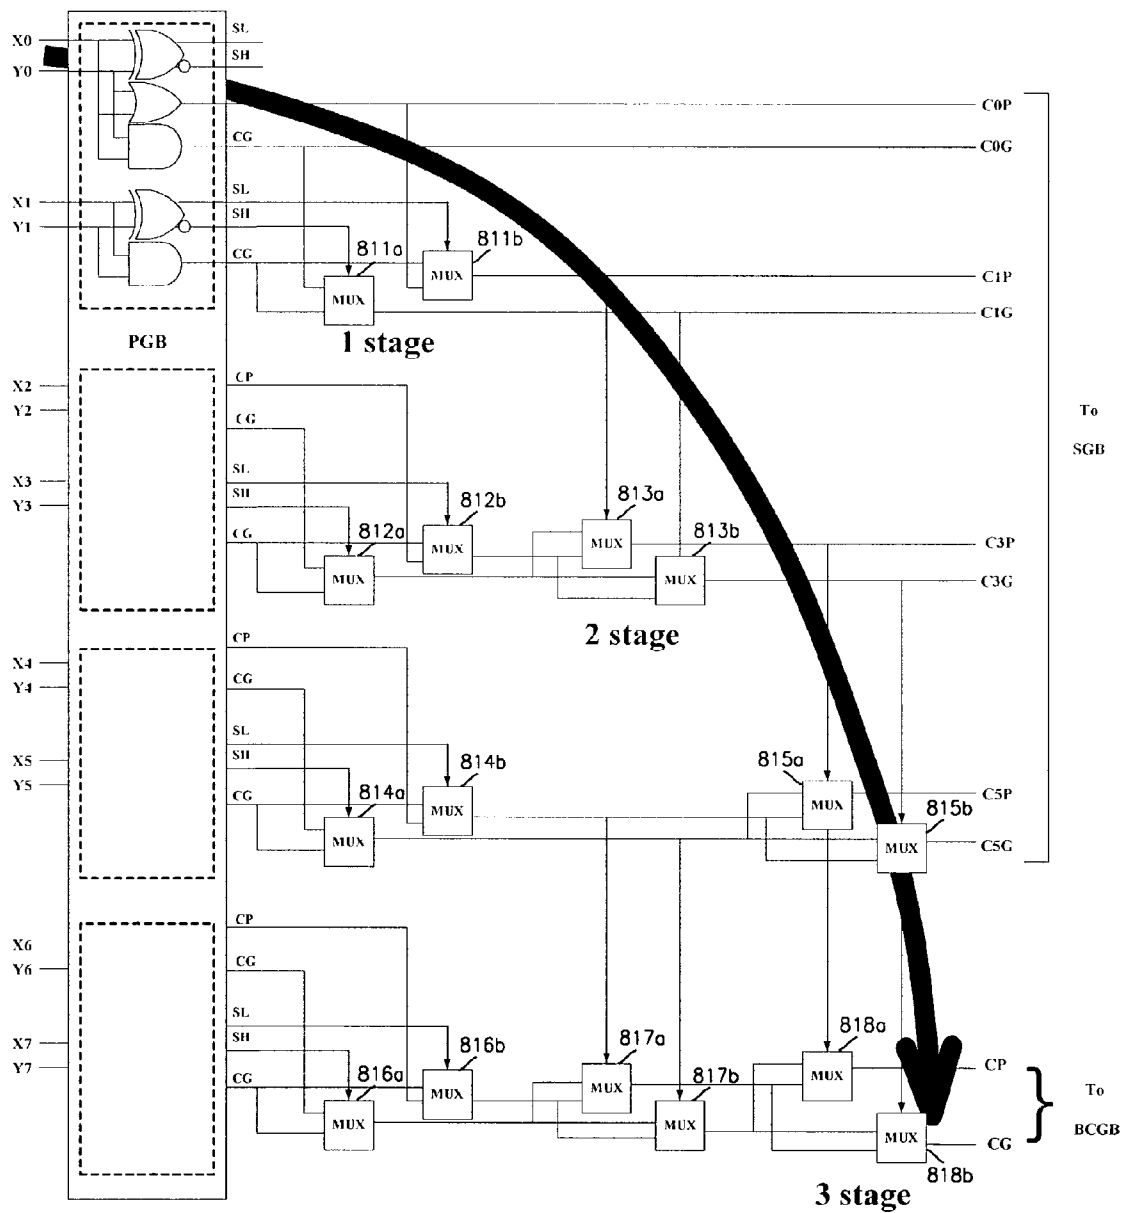 X0
Y0
SL
SH
C0P
CG
C0G
X1
Y1
SL
SH
CG
811a
811b
MUX
MUX
C1P
C1G
1 stage
PGB
X2
Y2
CP
CG
X3
Y3
SL
SH
CG
812a
812b
MUX
MUX
813a
813b
MUX
MUX
C3P
C3G
2 stage
To
SGB
X4
Y4
CP
CG
X5
Y5
SL
SH
CG
814a
814b
MUX
MUX
815a
815b
MUX
MUX
C5P
C5G
X6
Y6
CP
CG
X7
Y7
SL
SH
CG
816a
816b
MUX
MUX
817a
817b
MUX
MUX
818a
818b
MUX
MUX
CP
CG
To
BCGB
3 stage